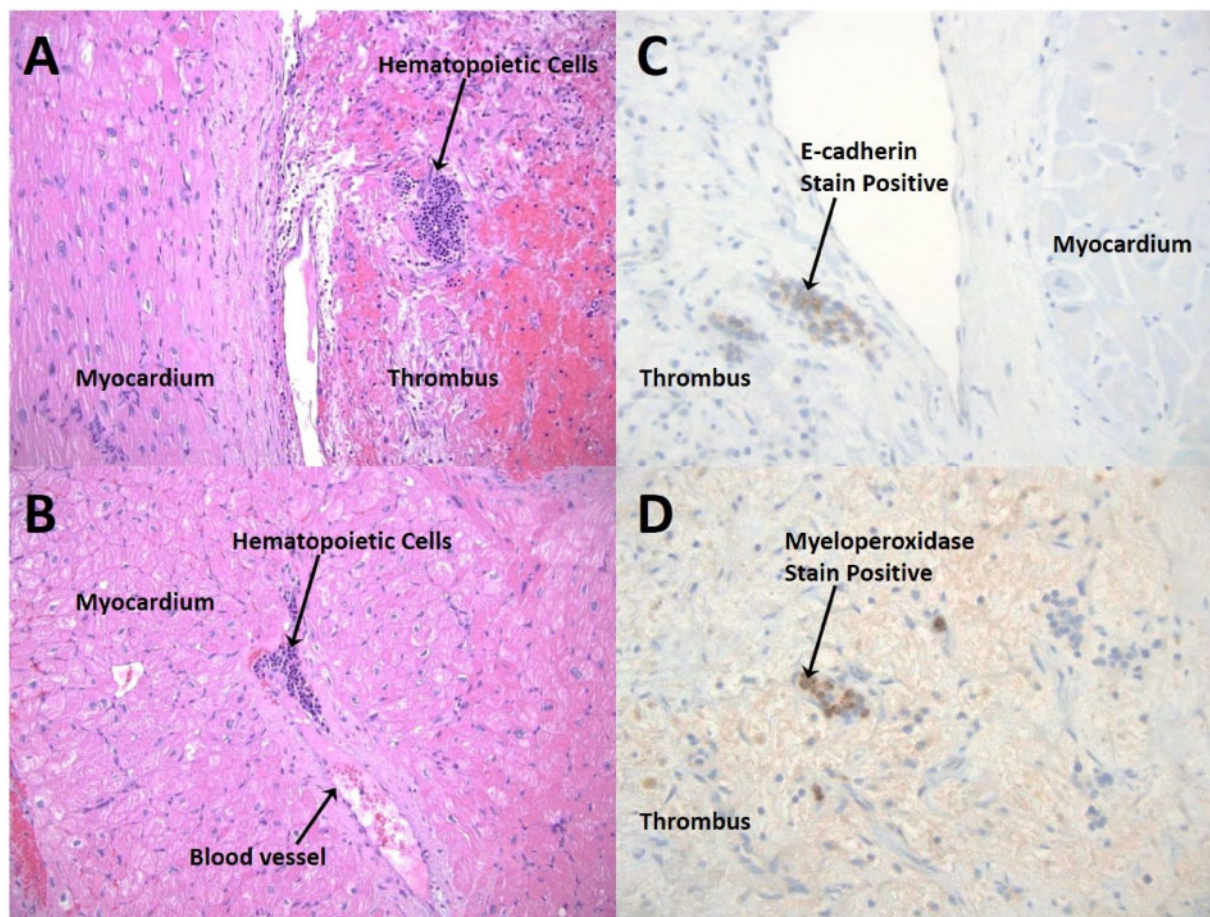 A
Hematopoietic Cells
Myocardium
Thrombus
B
Hematopoietic Cells
Myocardium
Blood vessel
C
E-cadherin
Stain Positive
Myocardium
Thrombus
D
Myeloperoxidase
Stain Positive
Thrombus